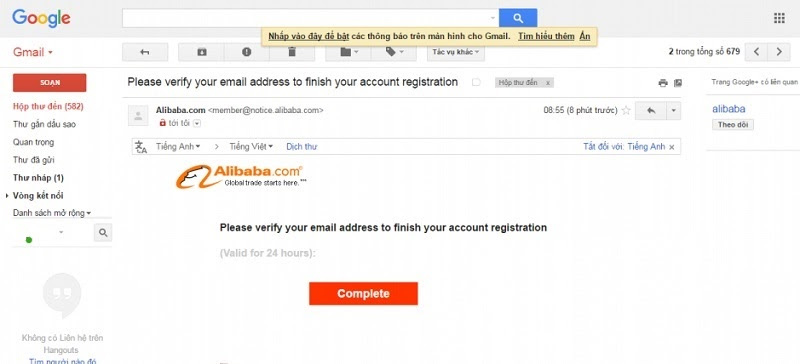 Google
Nhấp vào đây để bật các thông báo trên màn hình cho Gmail. Tìm hiểu thêm Ẩn
Gmail
Tác vụ khác
2 trong tổng số 679
SOẠN
Please verify your email address to finish your account registration
Hộp thư đến x
Trang Google+ có liên quan
Hộp thư đến (582)
Thư gắn dấu sao
Quan trọng
Thư đã gửi
Thư nháp (1)
Vòng kết nối
Danh sách mở rộng
Alibaba.com <member@notice.alibaba.com>
08:55 (8 phút trước)
tới tôi
alibaba
Theo dõi
Tiếng Anh > Tiếng Việt Dịch thư
Tắt đối với: Tiếng Anh x
Alibaba.com®
Global trade starts here.™
Please verify your email address to finish your account registration
(Valid for 24 hours):
Complete
Không có Liên hệ trên
Hangouts
Tìm người nào đó